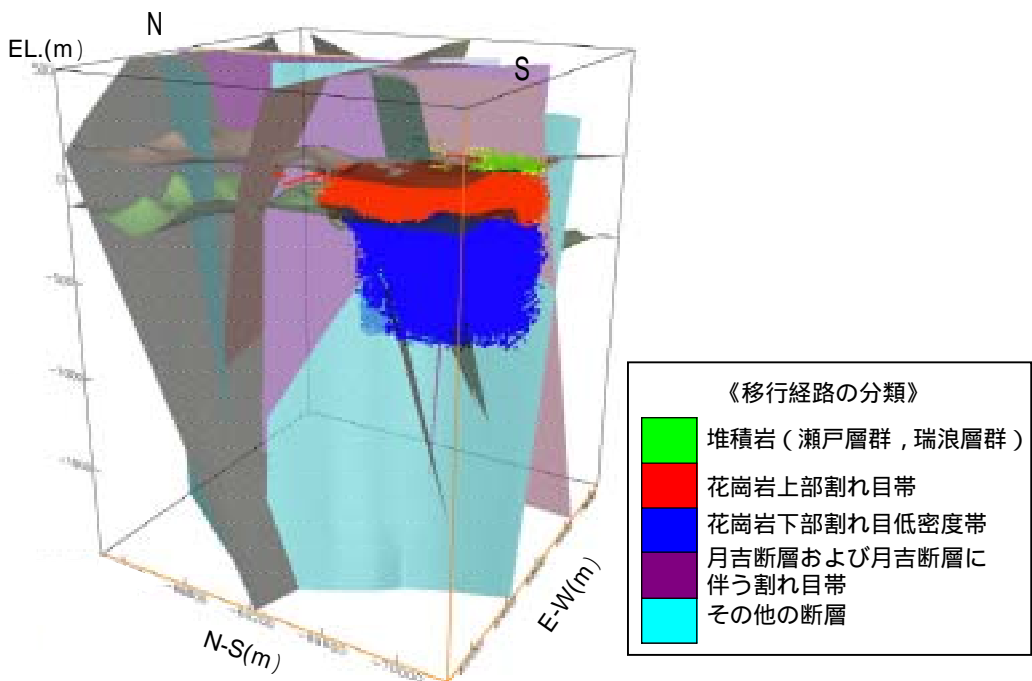 N
EL.(m)
S
《移行経路の分類》
堆積岩(瀬戸層群,瑞浪層群)
花崗岩上部割れ目帯
花崗岩下部割れ目低密度帯
月吉断層および月吉断層に
伴う割れ目帯
その他の断層
E-W(m)
N-S(m)